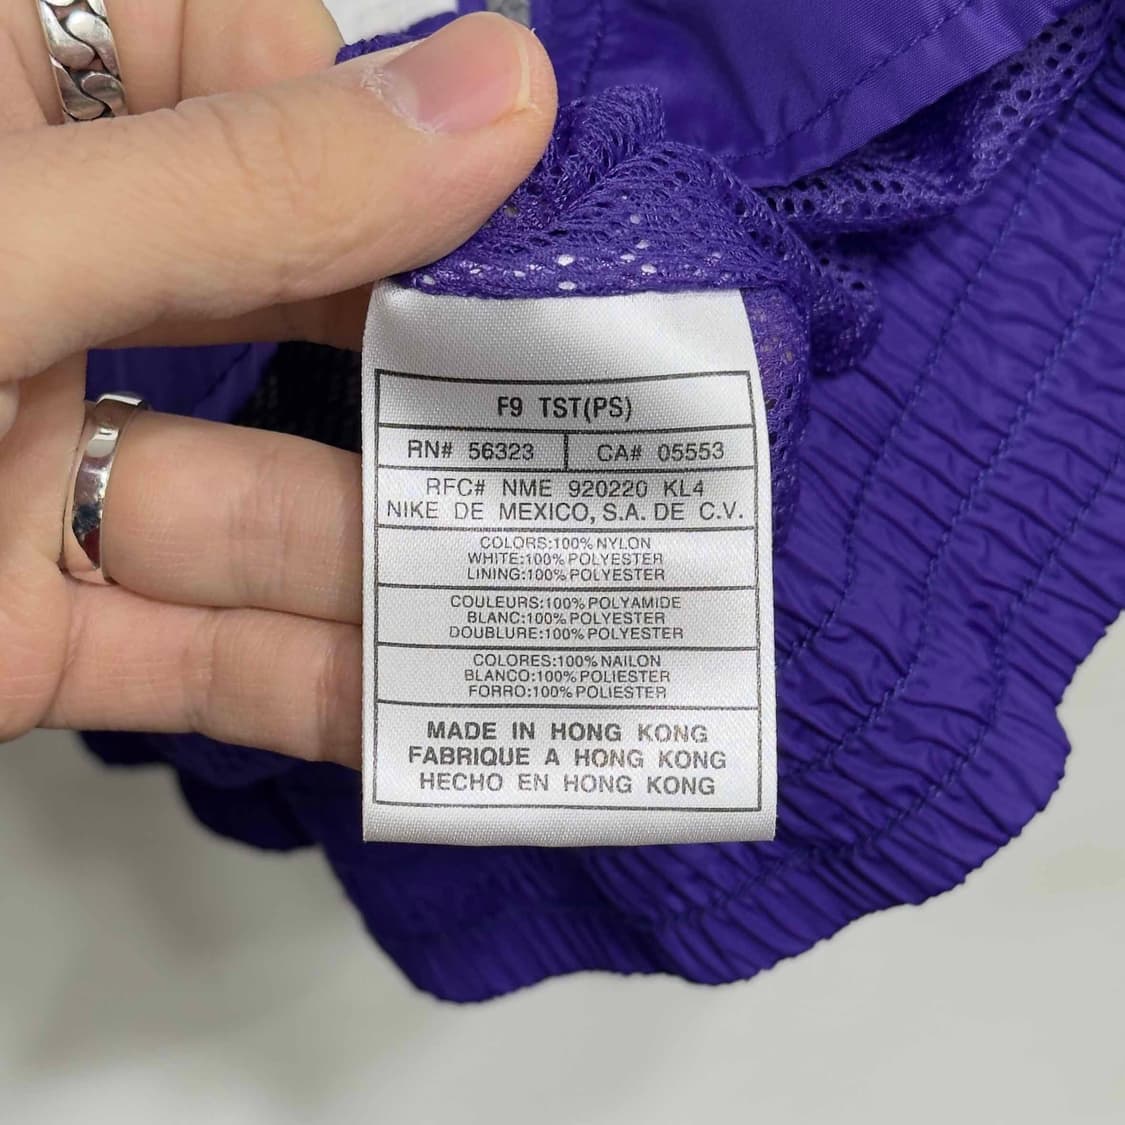 F9 TST(PS)
RN# 56323 CA# 05553
RFC# NME 920220 KL4
NIKE DE MEXICO, S.A. DE C.V.
COLORS:100% NYLON
WHITE:100% POLYESTER
LINING:100% POLYESTER
COULEURS:100% POLYAMIDE
BLANC:100% POLYESTER
DOUBLURE:100% POLYESTER
COLORES:100% NAILON
BLANCO:100% POLIESTER
FORRO:100% POLIESTER
MADE IN HONG KONG
FABRIQUE A HONG KONG
HECHO EN HONG KONG